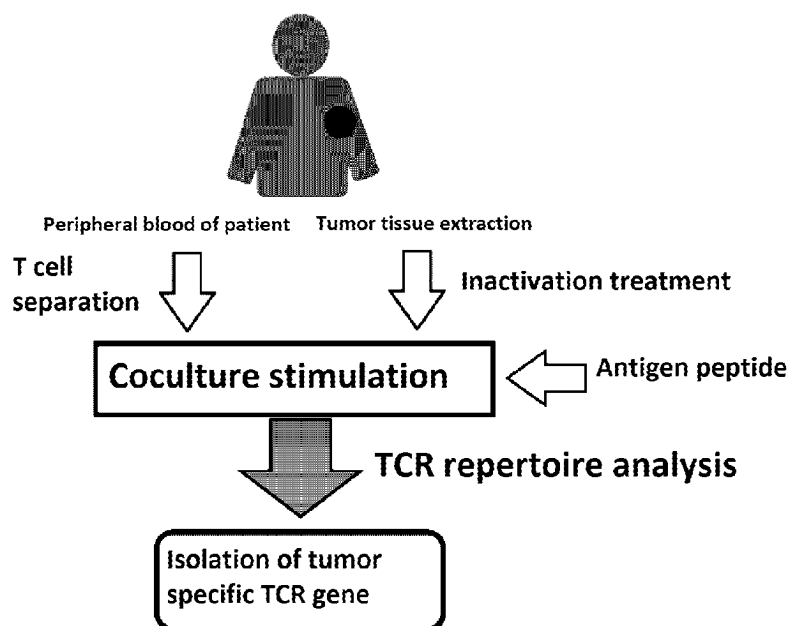 Peripheral blood of patient
Tumor tissue extraction
T cell
separation
Inactivation treatment
Coculture stimulation
Antigen peptide
TCR repertoire analysis
Isolation of tumor
specific TCR gene